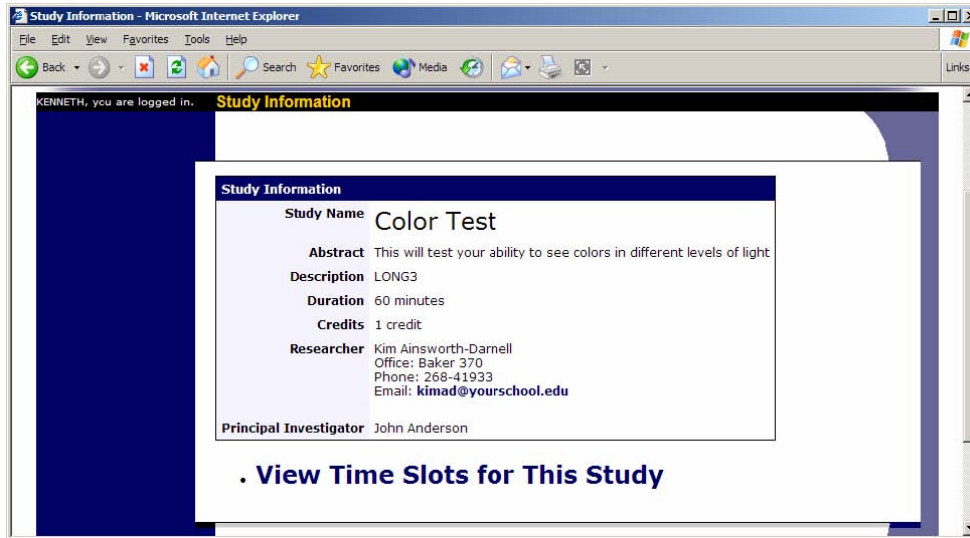 Study Information - Microsoft Internet Explorer
File Edit View Favorites Tools Help
Back Search Favorites Media Links
KENNETH, you are logged in. Study Information
Study Information
Study Name Color Test
Abstract This will test your ability to see colors in different levels of light
Description LONG3
Duration 60 minutes
Credits 1 credit
Researcher Kim Ainsworth-Darnell
Office: Baker 370
Phone: 268-41933
Email: kimad@yourschool.edu
Principal Investigator John Anderson
• View Time Slots for This Study